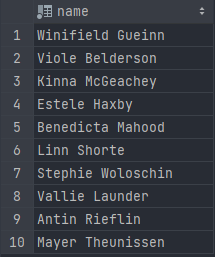 name
1 Winifield Gueinn
2 Viole Belderson
3 Kinna McGeachey
4 Estele Haxby
5 Benedicta Mahood
6 Linn Shorte
7 Stephie Woloschin
8 Vallie Launder
9 Antin Rieflin
10 Mayer Theunissen